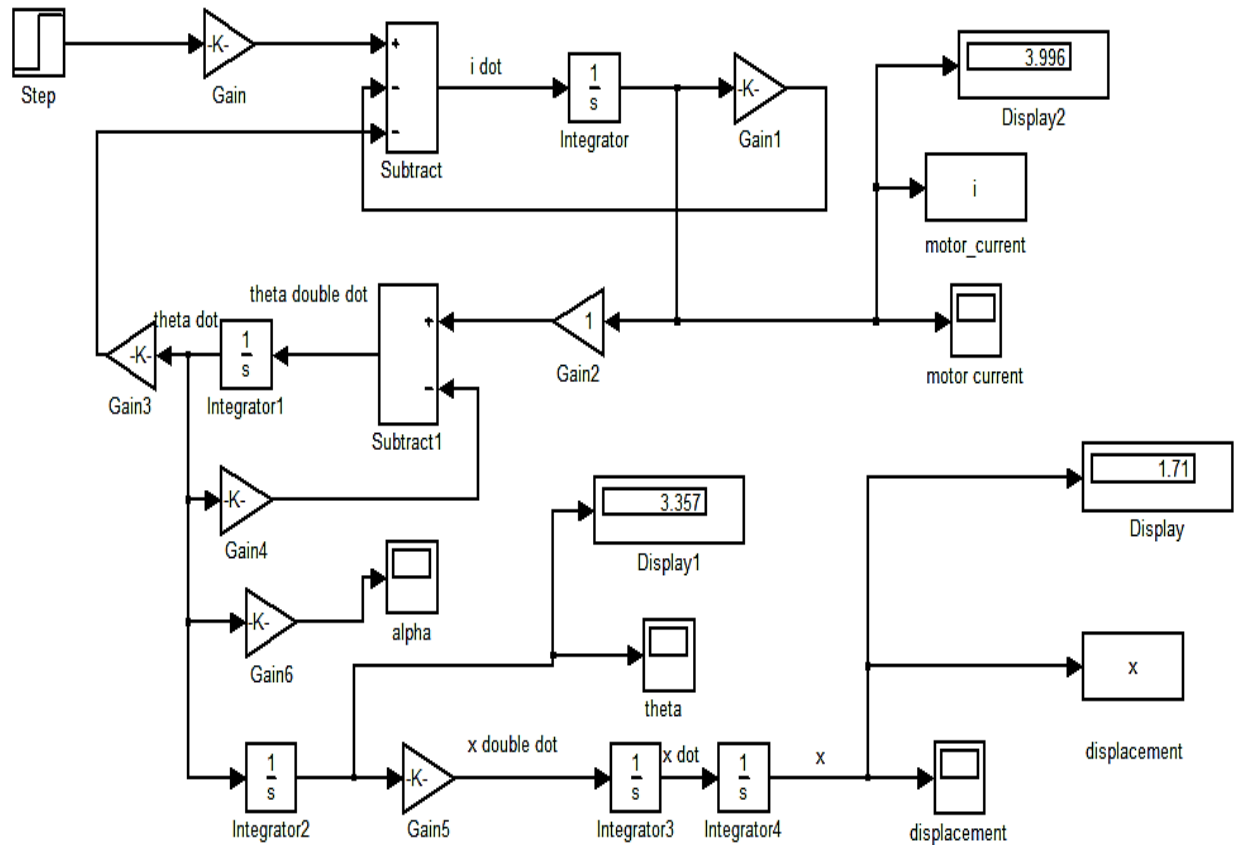 Step
-K-
Gain
+
-
-
Subtract
i dot
1
s
Integrator
-K-
Gain1
3.996
Display2
i
motor_current
motor current
1
Gain2
theta double dot
+
-
Subtract1
theta dot
1
s
Integrator1
-K-
Gain3
-K-
Gain4
-K-
Gain6
alpha
3.357
Display1
theta
1.71
Display
x
displacement
1
s
Integrator2
-K-
Gain5
x double dot
1
s
Integrator3
x dot
1
s
Integrator4
x
displacement